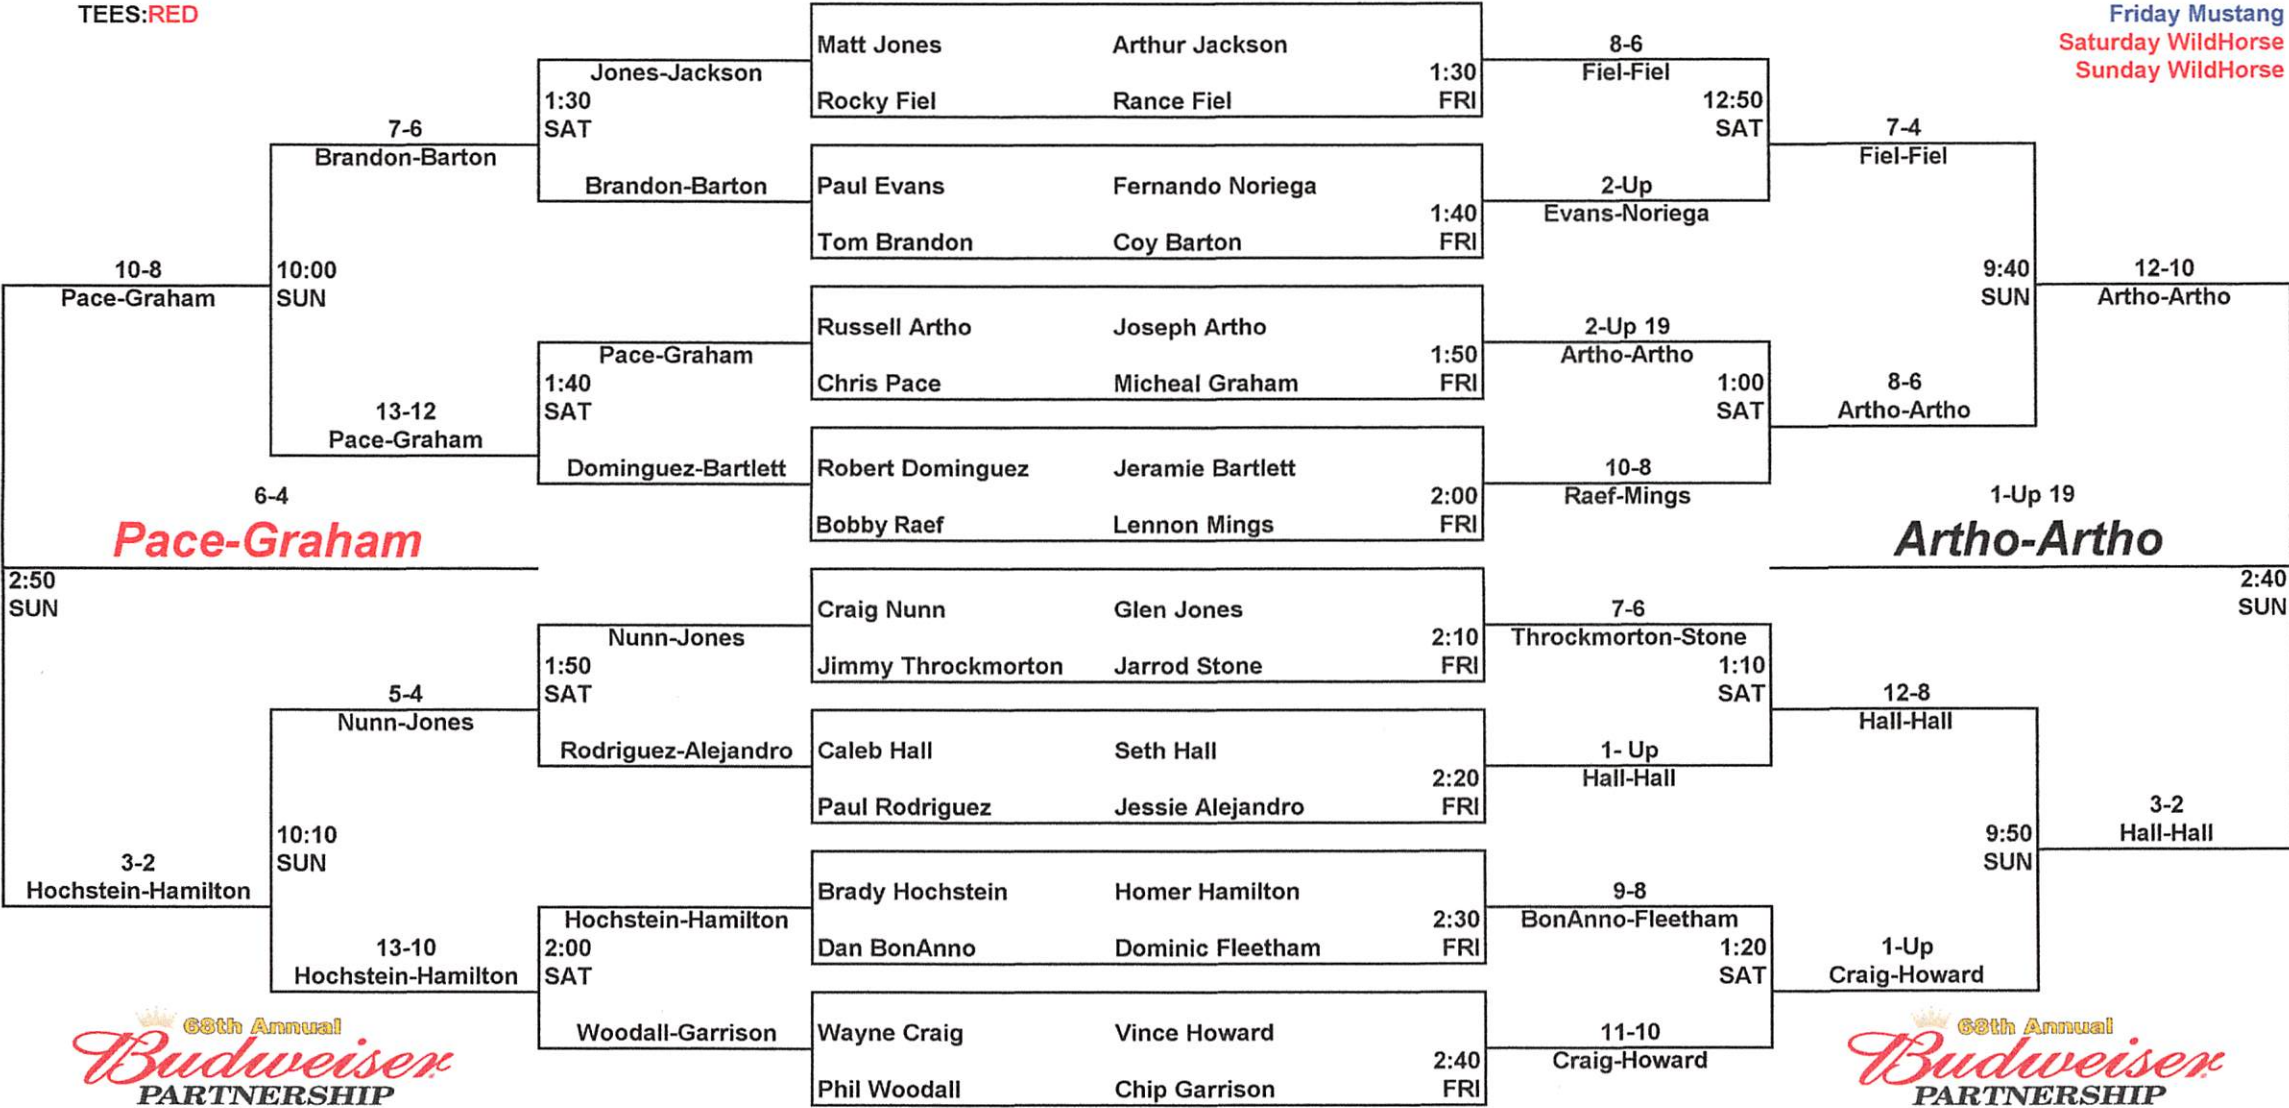 TEES:RED
Friday Mustang
Saturday WildHorse
Sunday WildHorse
Matt Jones Arthur Jackson
1:30
Rocky Fiel Rance Fiel FRI
Paul Evans Fernando Noriega
1:40
Tom Brandon Coy Barton FRI
Russell Artho Joseph Artho
1:50
Chris Pace Micheal Graham FRI
Robert Dominguez Jeramie Bartlett
2:00
Bobby Raef Lennon Mings FRI
Craig Nunn Glen Jones
2:10
Jimmy Throckmorton Jarrod Stone FRI
Caleb Hall Seth Hall
2:20
Paul Rodriguez Jessie Alejandro FRI
Brady Hochstein Homer Hamilton
2:30
Dan BonAnno Dominic Fleetham FRI
Wayne Craig Vince Howard
2:40
Phil Woodall Chip Garrison FRI
Jones-Jackson
1:30
SAT
Brandon-Barton
Pace-Graham
1:40
SAT
Dominguez-Bartlett
Nunn-Jones
1:50
SAT
Rodriguez-Alejandro
Hochstein-Hamilton
2:00
SAT
Woodall-Garrison
7-6
Brandon-Barton
10:00
SUN
13-12
Pace-Graham
5-4
Nunn-Jones
10:10
SUN
13-10
Hochstein-Hamilton
10-8
Pace-Graham
6-4
Pace-Graham
2:50
SUN
3-2
Hochstein-Hamilton
8-6
Fiel-Fiel
12:50
SAT
2-Up
Evans-Noriega
2-Up 19
Artho-Artho
1:00
SAT
10-8
Raef-Mings
7-6
Throckmorton-Stone
1:10
SAT
1- Up
Hall-Hall
9-8
BonAnno-Fleetham
1:20
SAT
11-10
Craig-Howard
7-4
Fiel-Fiel
9:40
SUN
8-6
Artho-Artho
12-8
Hall-Hall
9:50
SUN
1-Up
Craig-Howard
12-10
Artho-Artho
1-Up 19
Artho-Artho
2:40
SUN
3-2
Hall-Hall
68th Annual
Budweiser
PARTNERSHIP
68th Annual
Budweiser
PARTNERSHIP